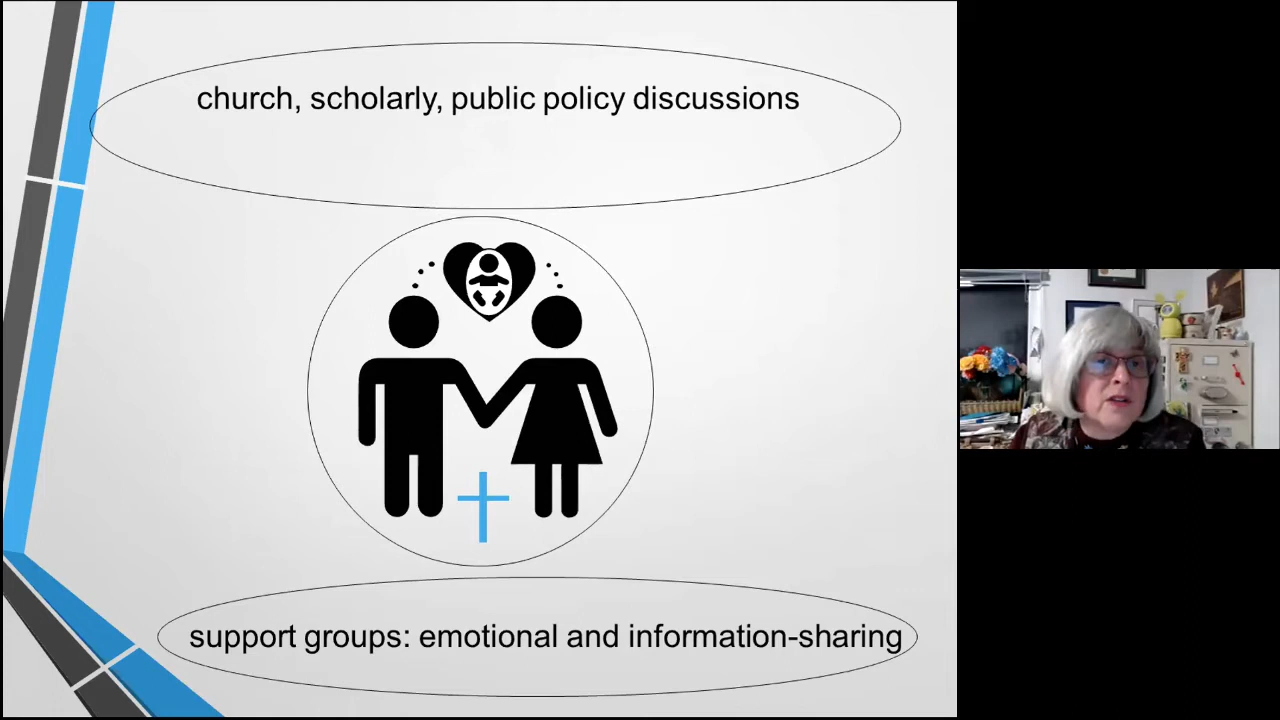 church, scholarly, public policy discussions
support groups: emotional and information-sharing